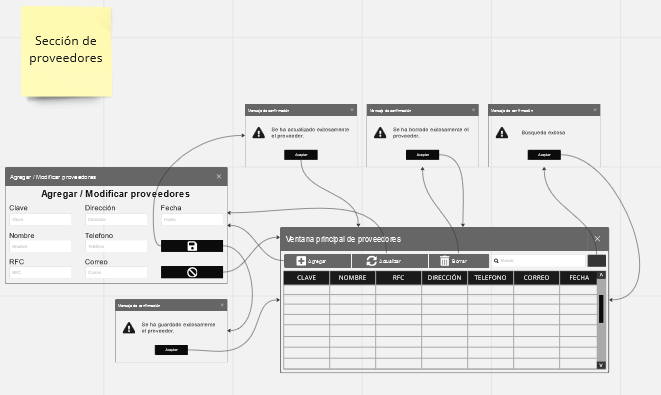 Sección de
proveedores
Mensaje de confirmación
Se ha actualizado exitosamente
el proveedor.
Aceptar
Mensaje de confirmación
Se ha borrado exitosamente el
proveedor.
Aceptar
Mensaje de confirmación
Búsqueda exitosa
Aceptar
Agregar / Modificar proveedores
Agregar / Modificar proveedores
Clave
Dirección
Fecha
Clave
Dirección
Fecha
Nombre
Telefono
Nombre
Teléfono
RFC
Correo
RFC
Correo
Mensaje de confirmación
Se ha guardado exitosamente
el proveedor.
Aceptar
Ventana principal de proveedores
Agregar
Actualizar
Borrar
CLAVE NOMBRE RFC DIRECCIÓN TELEFONO CORREO FECHA